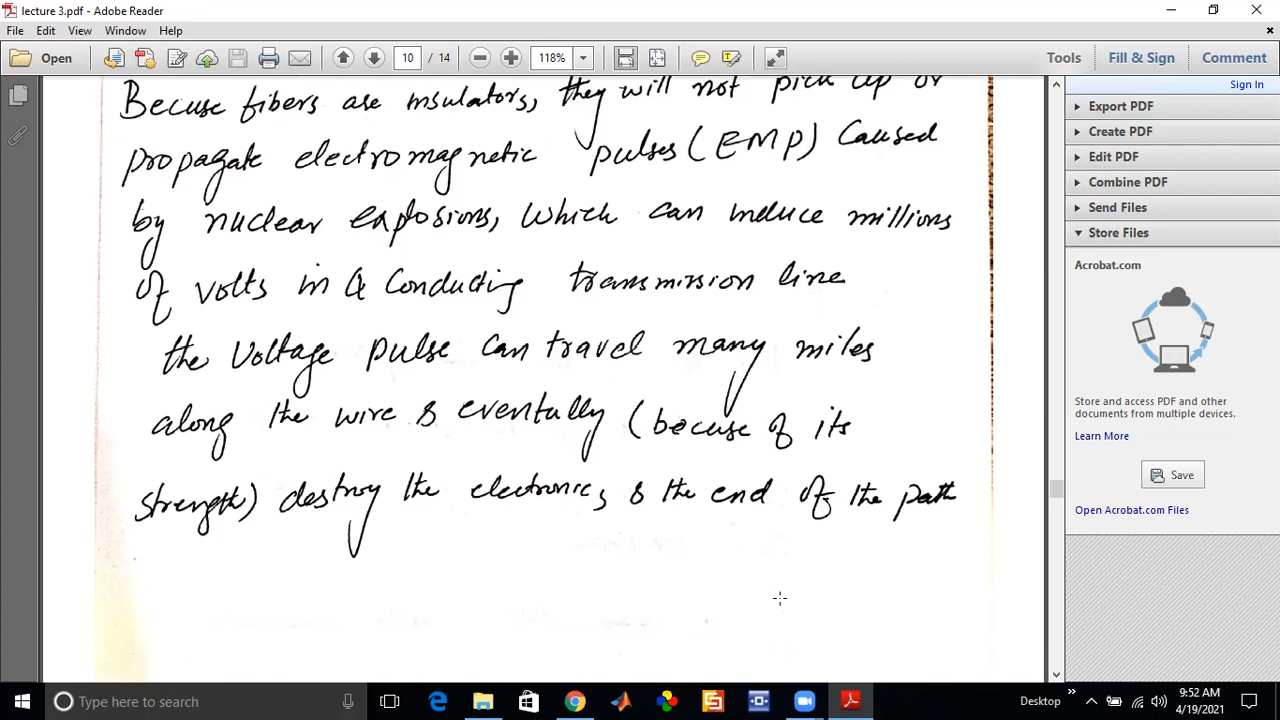 lecture 3.pdf - Adobe Reader
File Edit View Window Help
Open 10 / 14 118% Tools Fill & Sign Comment
Sign In
Export PDF
Create PDF
Edit PDF
Combine PDF
Send Files
Store Files
Acrobat.com
Store and access PDF and other
documents from multiple devices.
Learn More
Save
Open Acrobat.com Files
Becuse fibers are insulators, they will not pick up or
propagate electromagnetic pulses (EMP) Caused
by nuclear explosions, which can induce millions
of volts in a Conducting transmission line
the Voltage pulse can travel many miles
along the wire & eventully (becuse of its
strength) destroy the electronics & the end of the path
Type here to search
Desktop
9:52 AM
4/19/2021